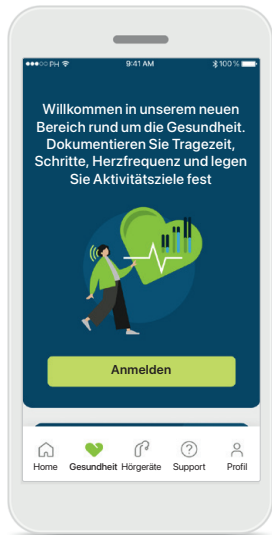 PH 9:41 AM 100 %
Willkommen in unserem neuen
Bereich rund um die Gesundheit.
Dokumentieren Sie Tragezeit,
Schritte, Herzfrequenz und legen
Sie Aktivitätsziele fest
Anmelden
Home Gesundheit Hörgeräte Support Profil